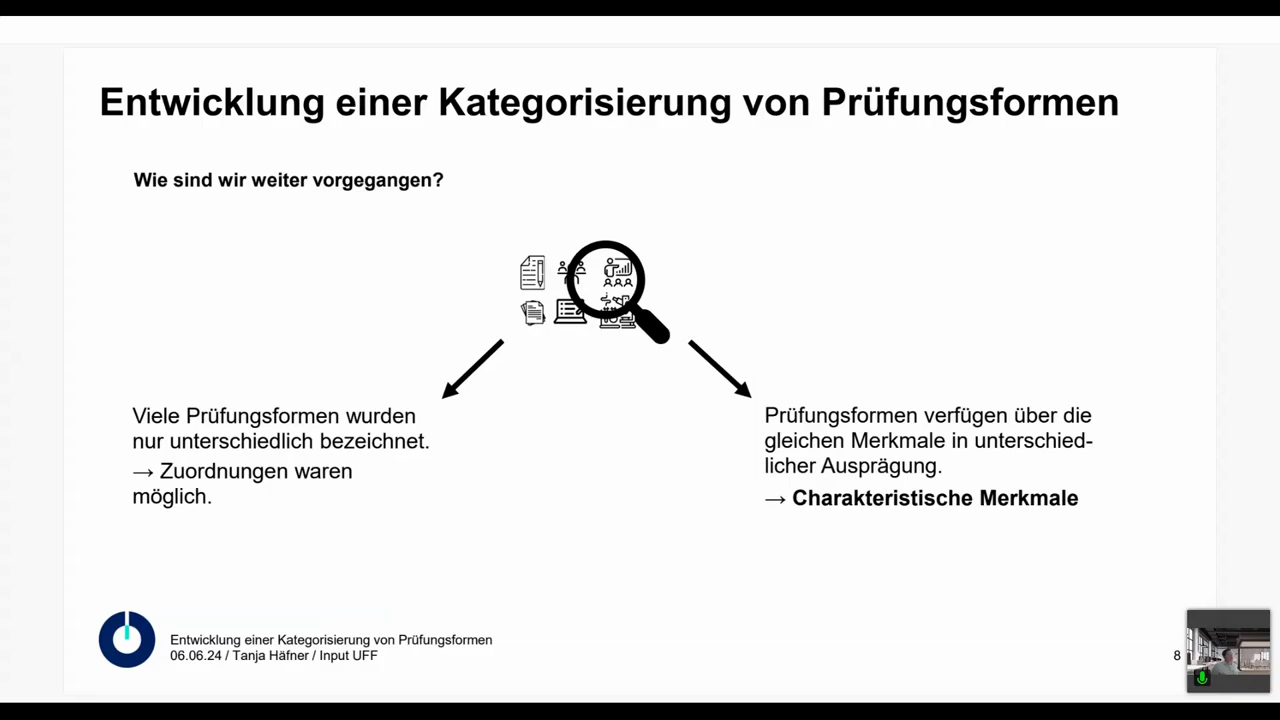 Entwicklung einer Kategorisierung von Prüfungsformen
Wie sind wir weiter vorgegangen?
Viele Prüfungsformen wurden
nur unterschiedlich bezeichnet.
→ Zuordnungen waren
möglich.
Prüfungsformen verfügen über die
gleichen Merkmale in unterschied-
licher Ausprägung.
→ Charakteristische Merkmale
Entwicklung einer Kategorisierung von Prüfungsformen
06.06.24 / Tanja Häfner / Input UFF
8